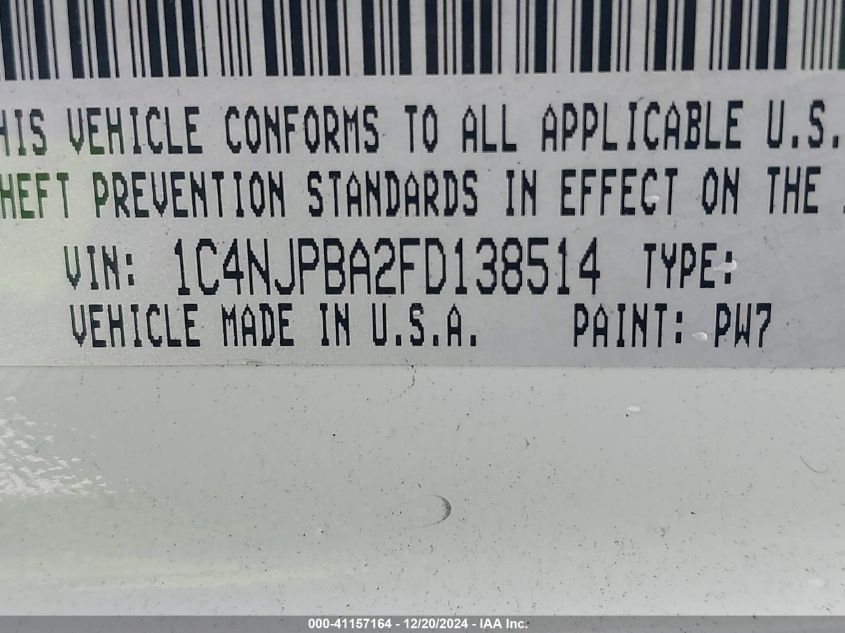 HIS VEHICLE CONFORMS TO ALL APPLICABLE U.S.
HEFT PREVENTION STANDARDS IN EFFECT ON THE
VIN: 1C4NJPBA2FD138514 TYPE:
VEHICLE MADE IN U.S.A. PAINT: PW7
000-41157164 - 12/20/2024 - IAA Inc.